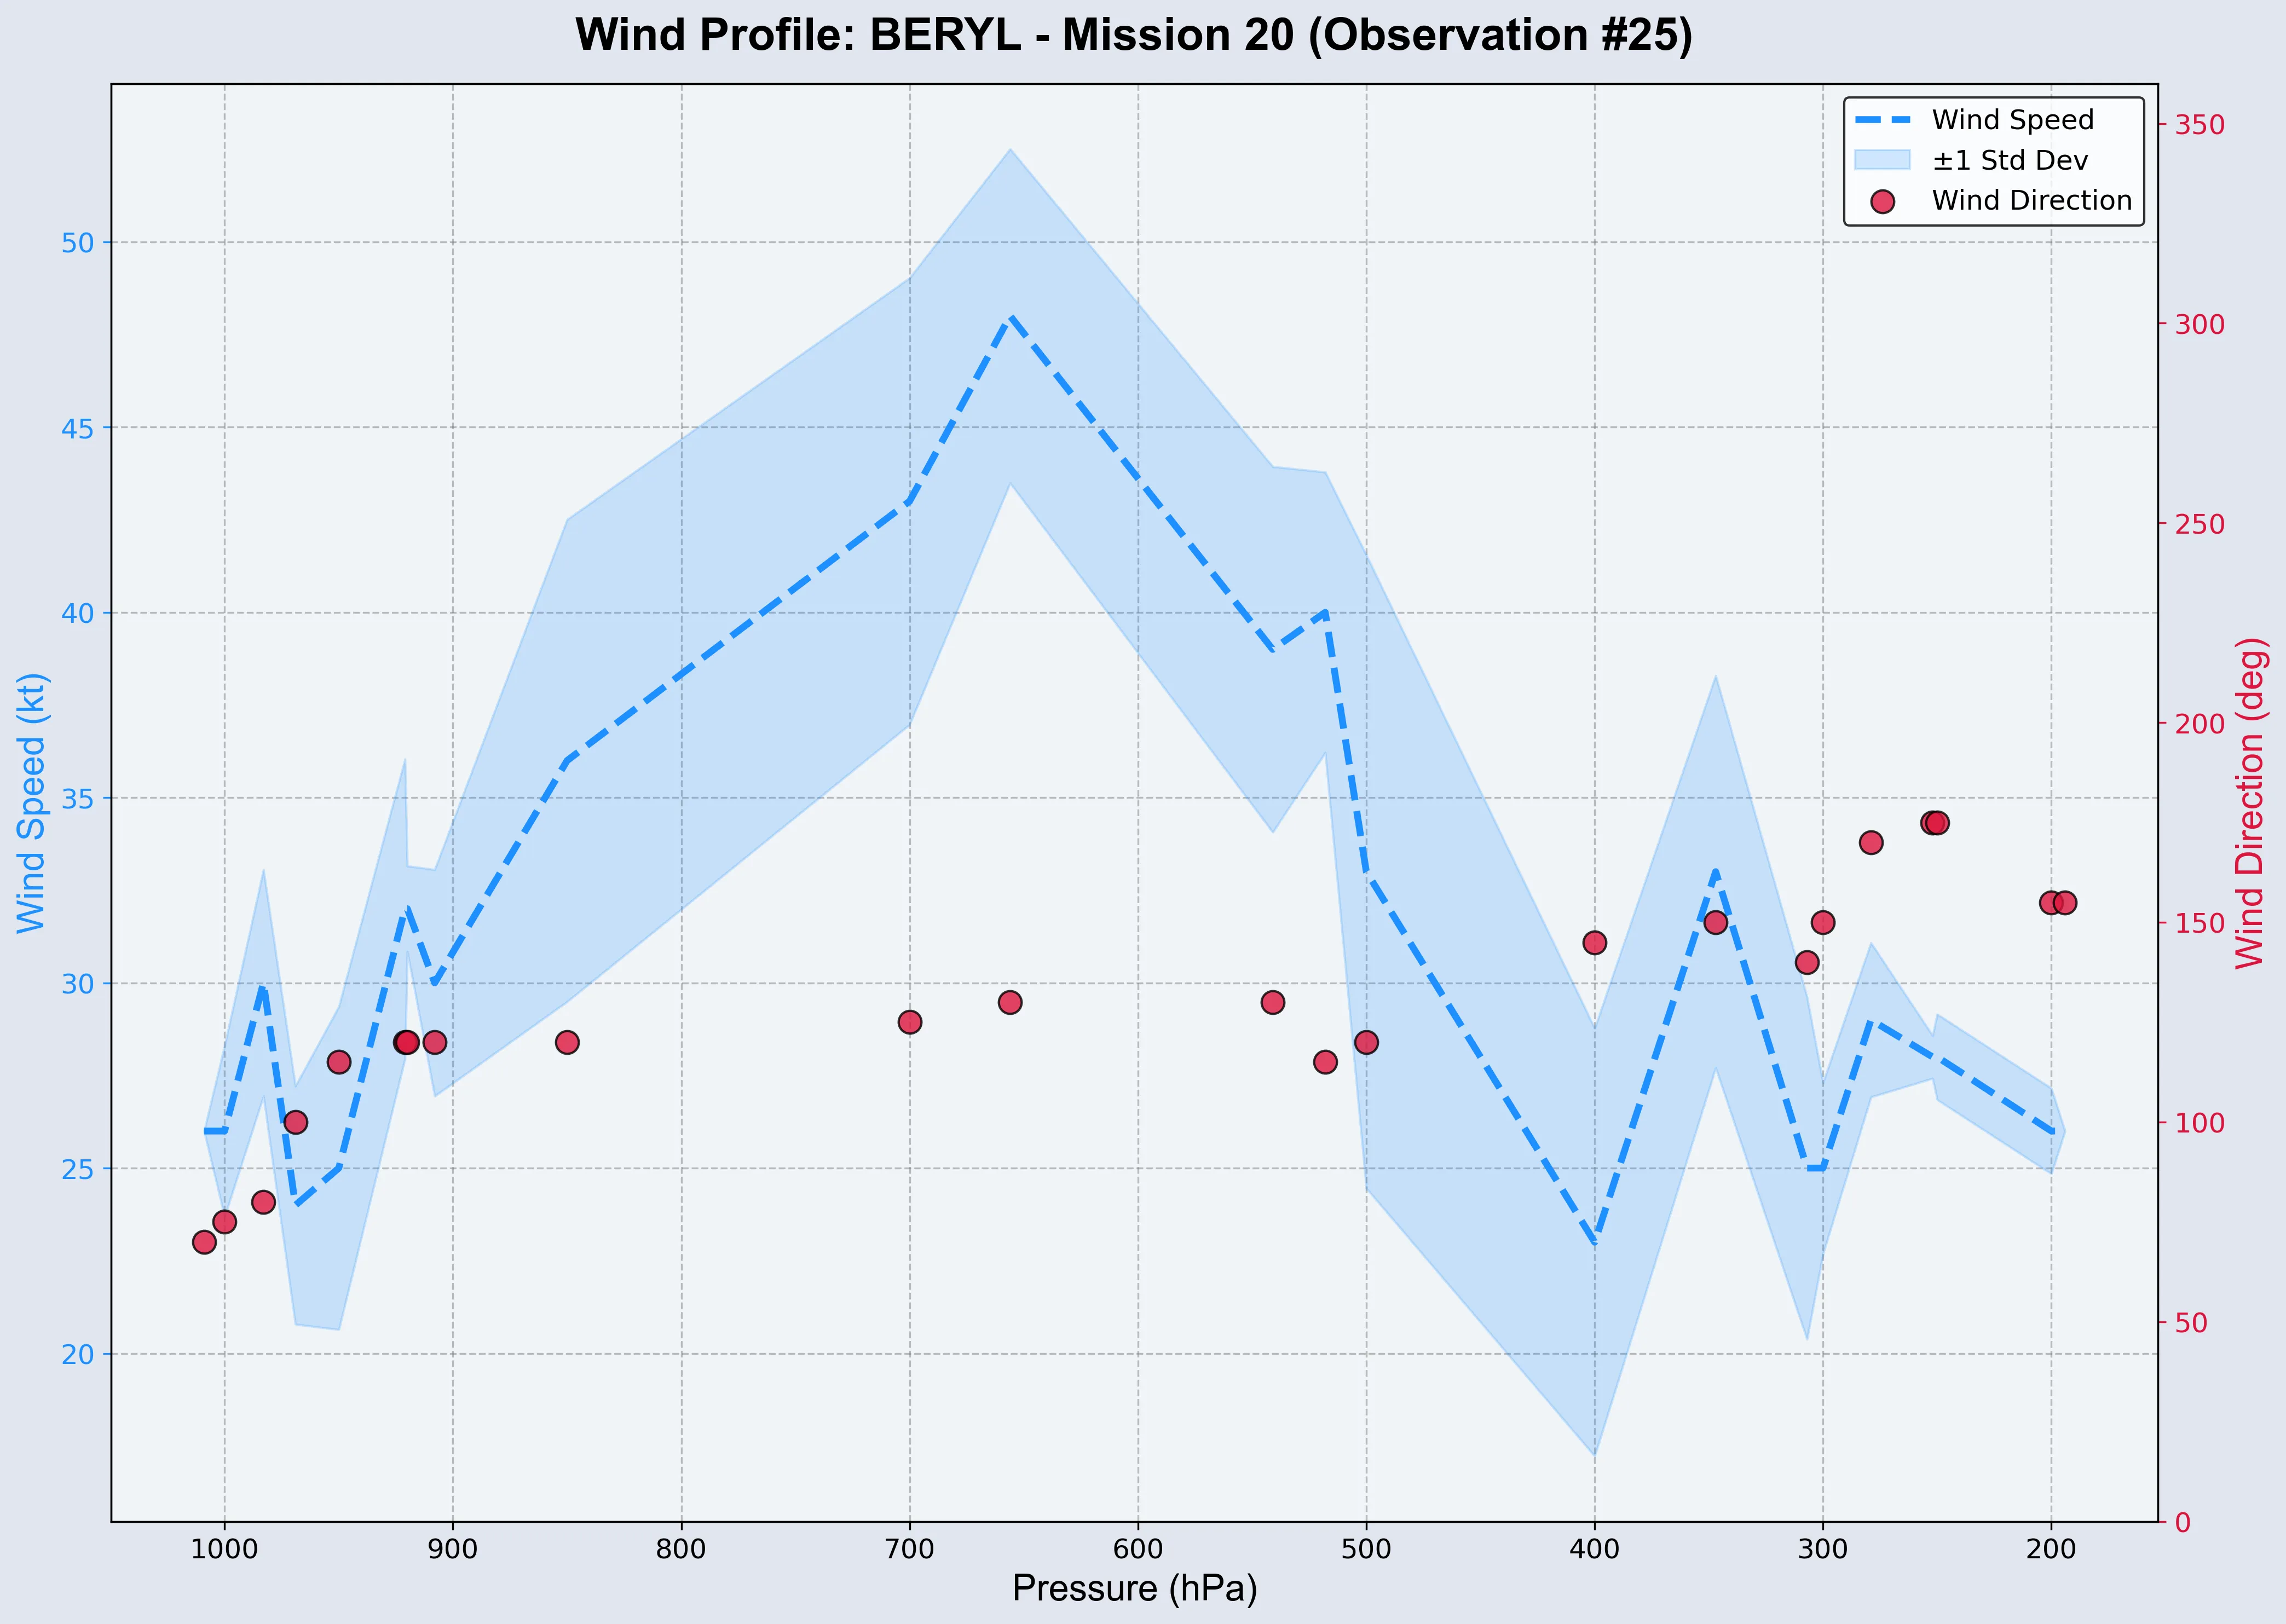 Wind Profile: BERYL - Mission 20 (Observation #25)
Wind Speed
±1 Std Dev
Wind Direction
50
45
40
35
30
25
20
Wind Speed (kt)
350
300
250
200
150
100
50
0
Wind Direction (deg)
1000 900 800 700 600 500 400 300 200
Pressure (hPa)